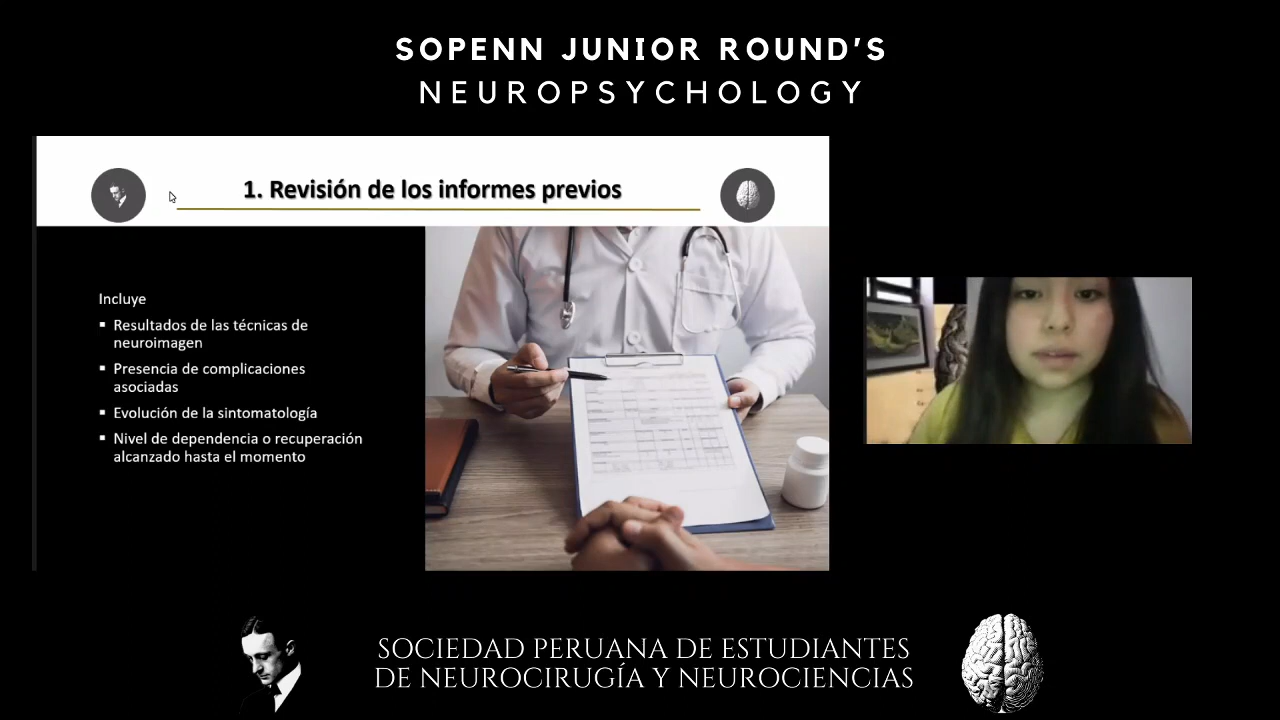 SOPENN JUNIOR ROUND'S
NEUROPSYCHOLOGY
1. Revisión de los informes previos
Incluye
▪ Resultados de las técnicas de
neuroimagen
▪ Presencia de complicaciones
asociadas
▪ Evolución de la sintomatología
▪ Nivel de dependencia o recuperación
alcanzado hasta el momento
SOCIEDAD PERUANA DE ESTUDIANTES
DE NEUROCIRUGÍA Y NEUROCIENCIAS